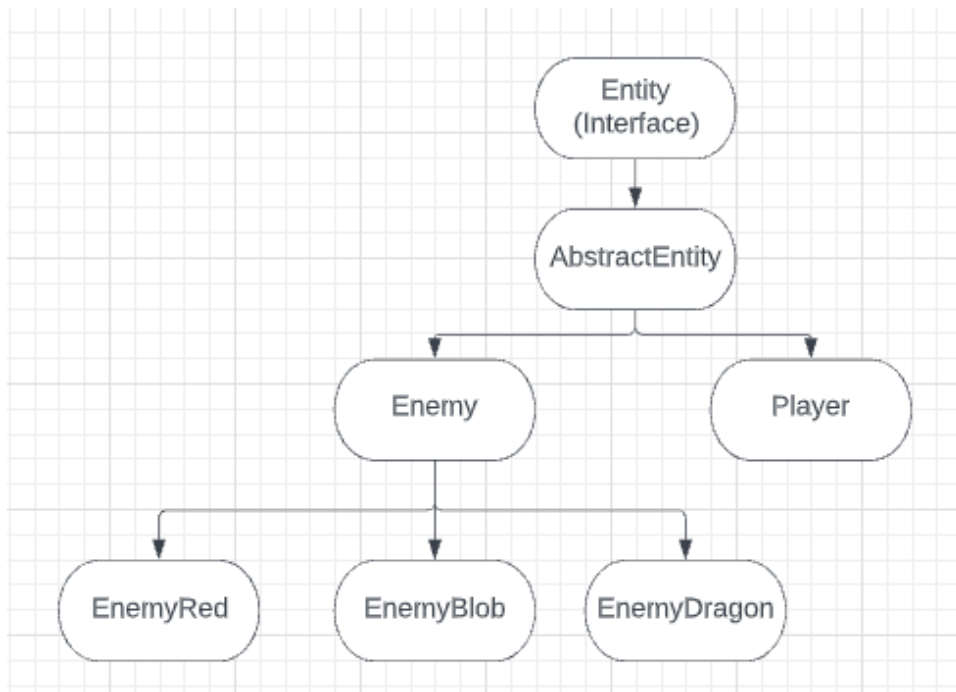 Entity
(Interface)
AbstractEntity
Enemy
Player
EnemyRed
EnemyBlob
EnemyDragon